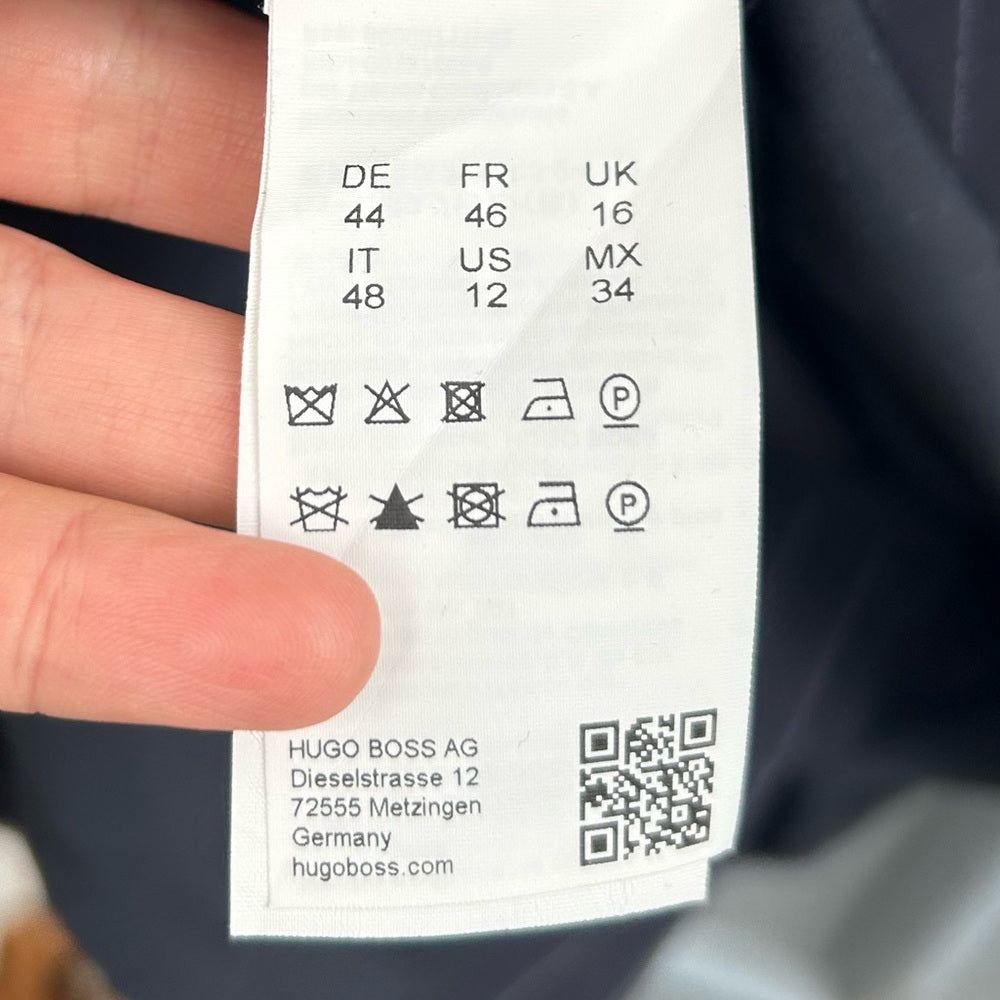 DE FR UK
44 46 16
IT US MX
48 12 34
P
P
HUGO BOSS AG
Dieselstrasse 12
72555 Metzingen
Germany
hugoboss.com